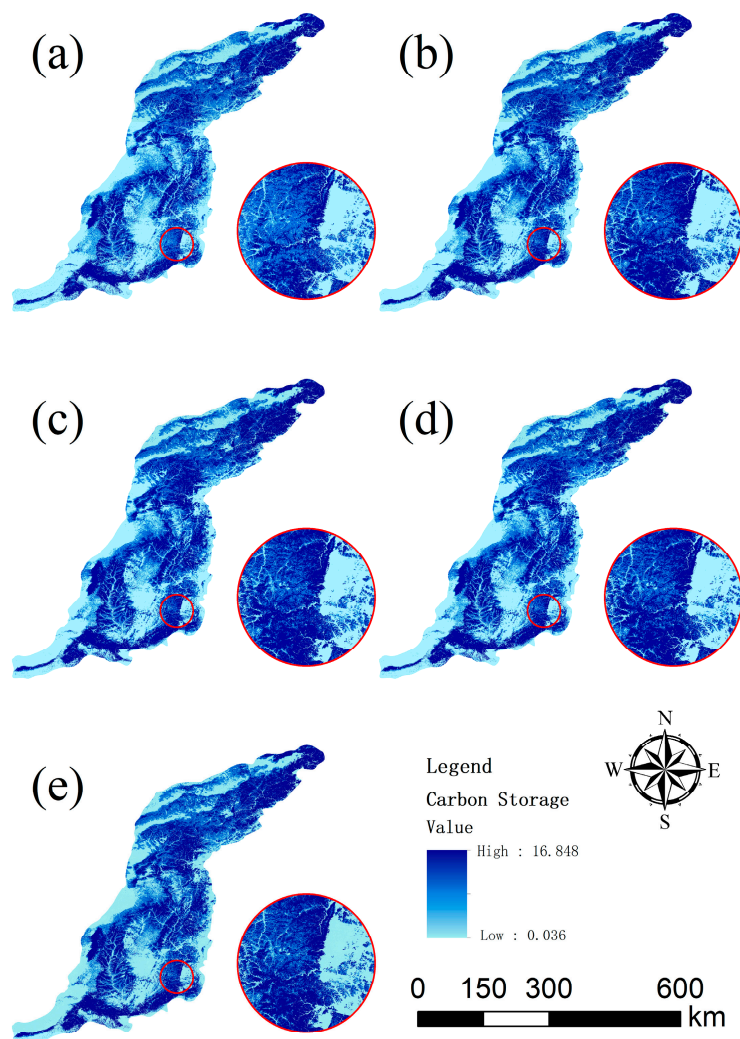 (a)
(b)
(c)
(d)
(e)
N
W E
S
Legend
Carbon Storage
Value
High : 16.848
Low : 0.036
0 150 300 600
km